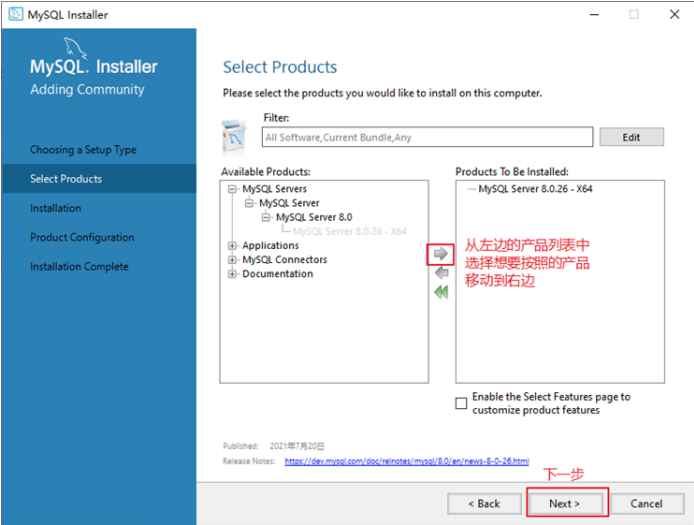 MySQL Installer
MySQL. Installer
Adding Community
Choosing a Setup Type
Select Products
Installation
Product Configuration
Installation Complete
Select Products
Please select the products you would like to install on this computer.
Filter:
All Software,Current Bundle,Any
Edit
Available Products:
MySQL Servers
MySQL Server
MySQL Server 8.0
MySQL Server 8.0.26 - X64
Applications
MySQL Connectors
Documentation
Products To Be Installed:
MySQL Server 8.0.26 - X64
从左边的产品列表中
选择想要按照的产品
移动到右边
Enable the Select Features page to
customize product features
Published: 2021年7月20日
Release Notes: https://dev.mysql.com/doc/relnotes/mysql/8.0/en/news-8-0-26.html
下一步
< Back
Next >
Cancel